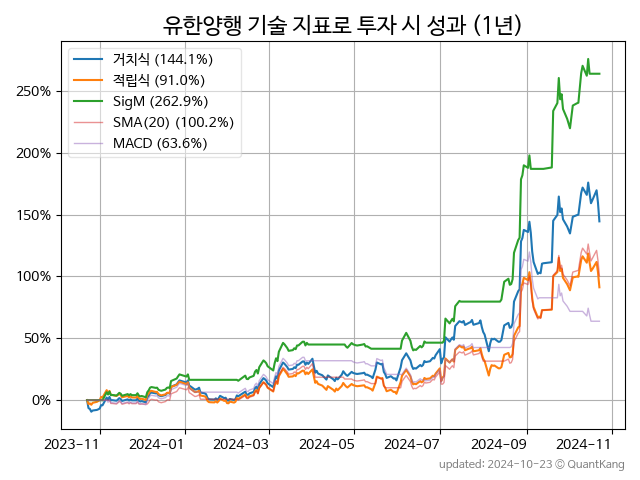 유한양행 기술 지표로 투자 시 성과 (1년)
거치식 (144.1%)
적립식 (91.0%)
SigM (262.9%)
SMA(20) (100.2%)
MACD (63.6%)
250%
200%
150%
100%
50%
0%
2023-11 2024-01 2024-03 2024-05 2024-07 2024-09 2024-11
updated: 2024-10-23 © QuantKang